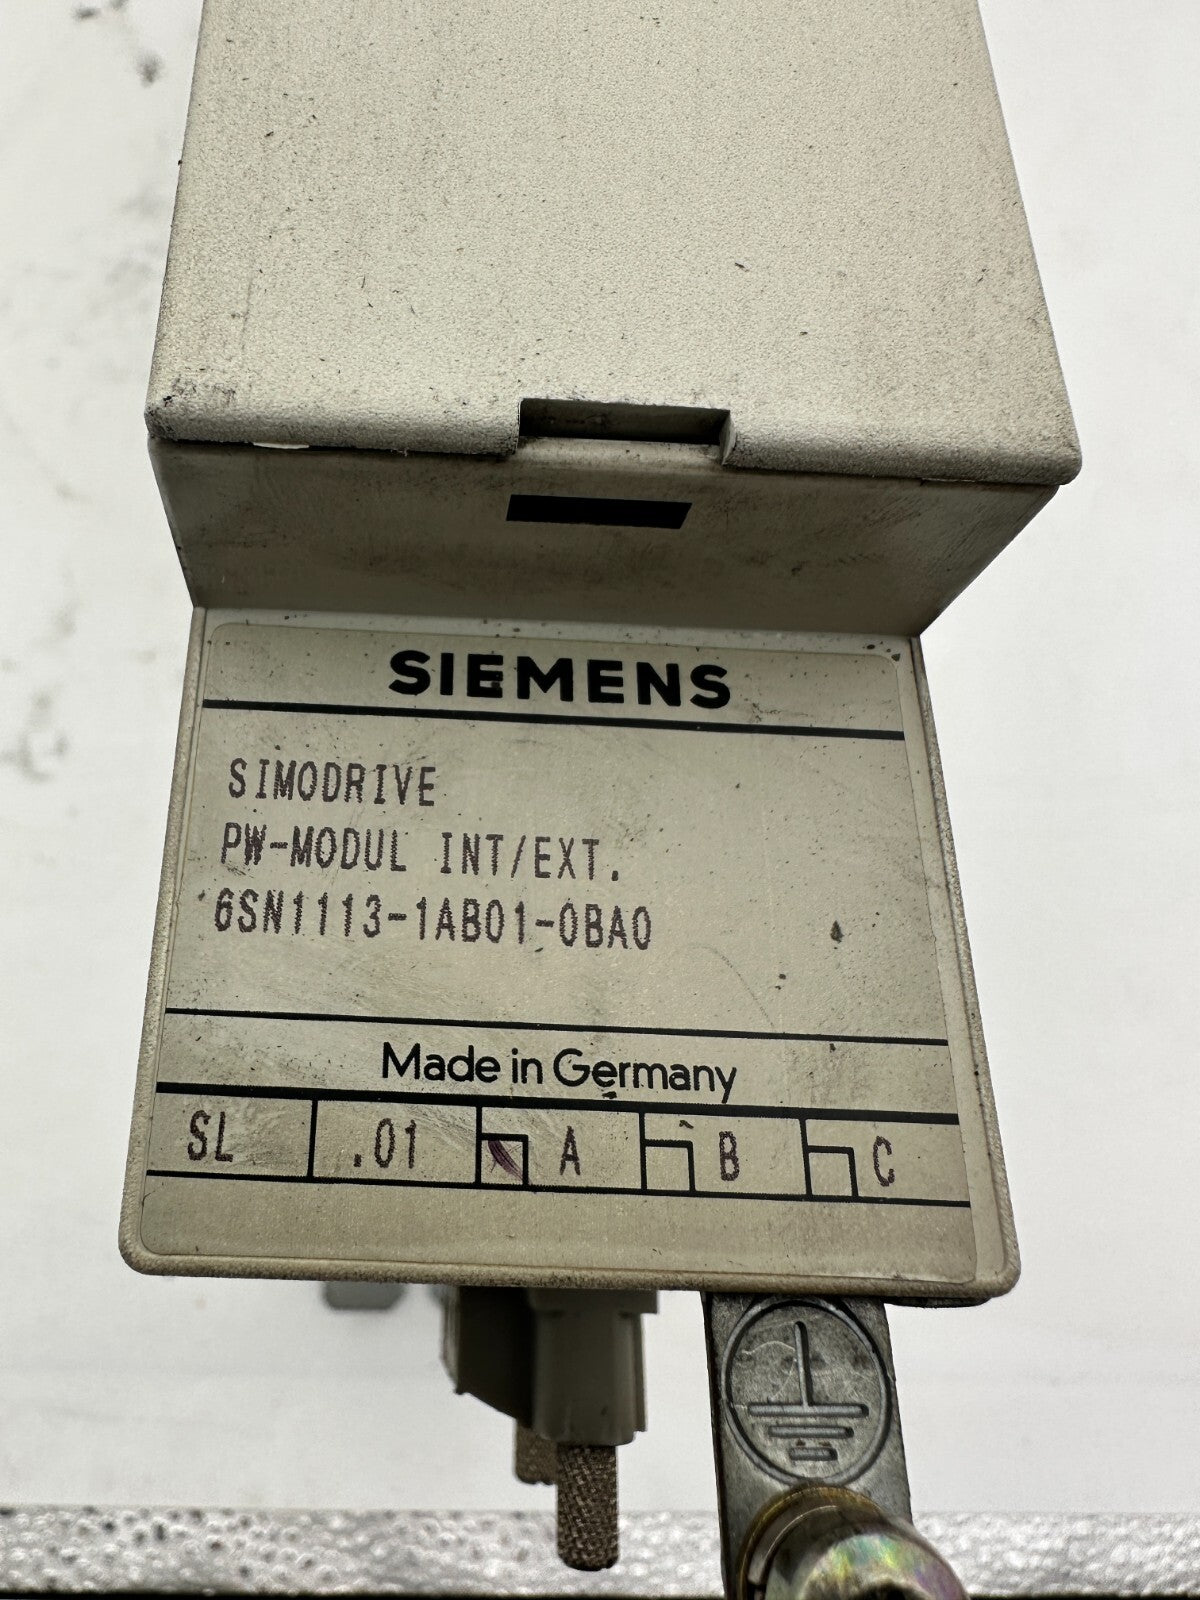 SIEMENS
SIMODRIVE
PW-MODUL INT/EXT.
6SN1113-1AB01-0BA0
Made in Germany
SL .01 A B C